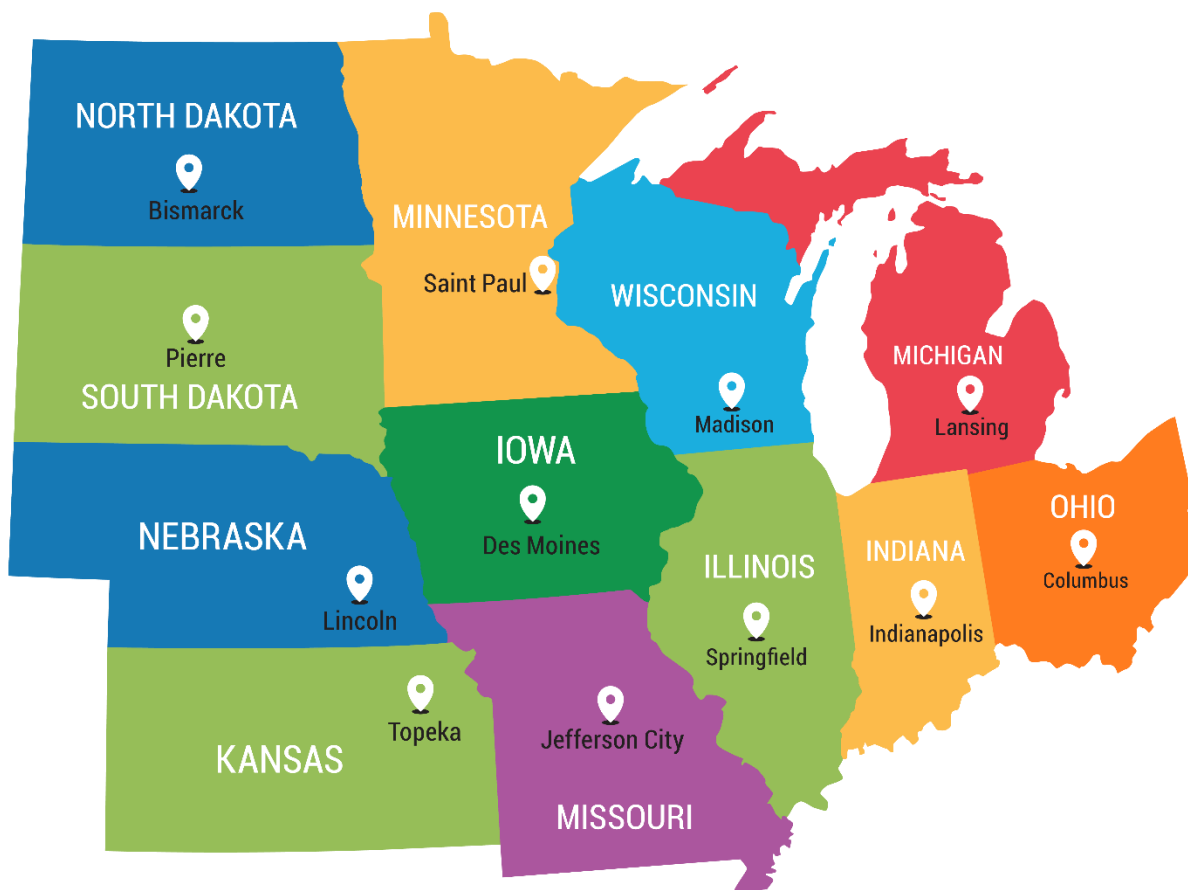 NORTH DAKOTA
Bismarck
MINNESOTA
Saint Paul
WISCONSIN
Madison
MICHIGAN
Lansing
Pierre
SOUTH DAKOTA
IOWA
Des Moines
NEBRASKA
Lincoln
ILLINOIS
Springfield
INDIANA
Indianapolis
OHIO
Columbus
Topeka
KANSAS
Jefferson City
MISSOURI